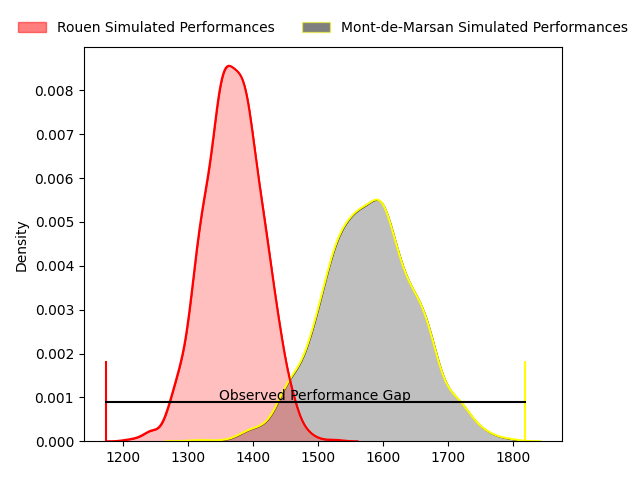 Rouen Simulated Performances
Mont-de-Marsan Simulated Performances
Density
0.008
0.007
0.006
0.005
0.004
0.003
0.002
0.001
0.000
Observed Performance Gap
1200 1300 1400 1500 1600 1700 1800